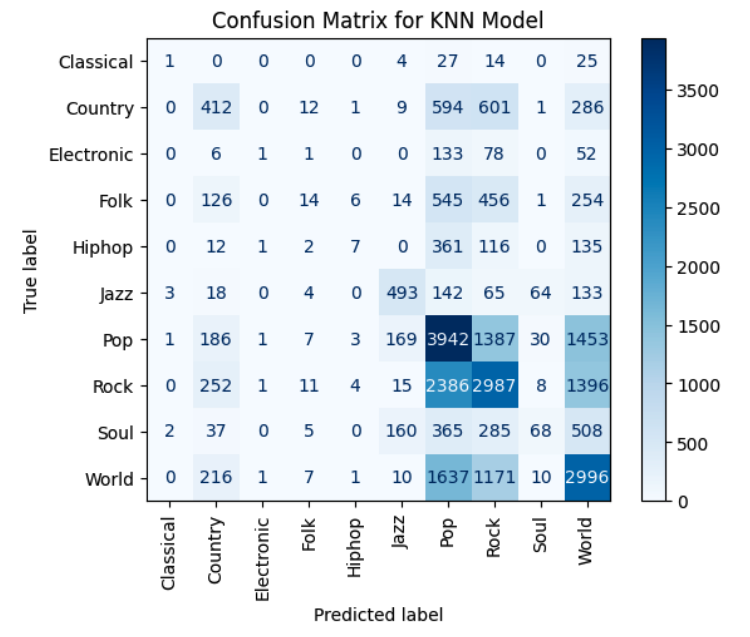 Confusion Matrix for KNN Model
Classical 1 0 0 0 0 4 27 14 0 25
Country 0 412 0 12 1 9 594 601 1 286
Electronic 0 6 1 1 0 0 133 78 0 52
Folk 0 126 0 14 6 14 545 456 1 254
Hiphop 0 12 1 2 7 0 361 116 0 135
Jazz 3 18 0 4 0 493 142 65 64 133
Pop 1 186 1 7 3 169 3942 1387 30 1453
Rock 0 252 1 11 4 15 2386 2987 8 1396
Soul 2 37 0 5 0 160 365 285 68 508
World 0 216 1 7 1 10 1637 1171 10 2996
True label
Classical Country Electronic Folk Hiphop Jazz Pop Rock Soul World
Predicted label
3500
3000
2500
2000
1500
1000
500
0